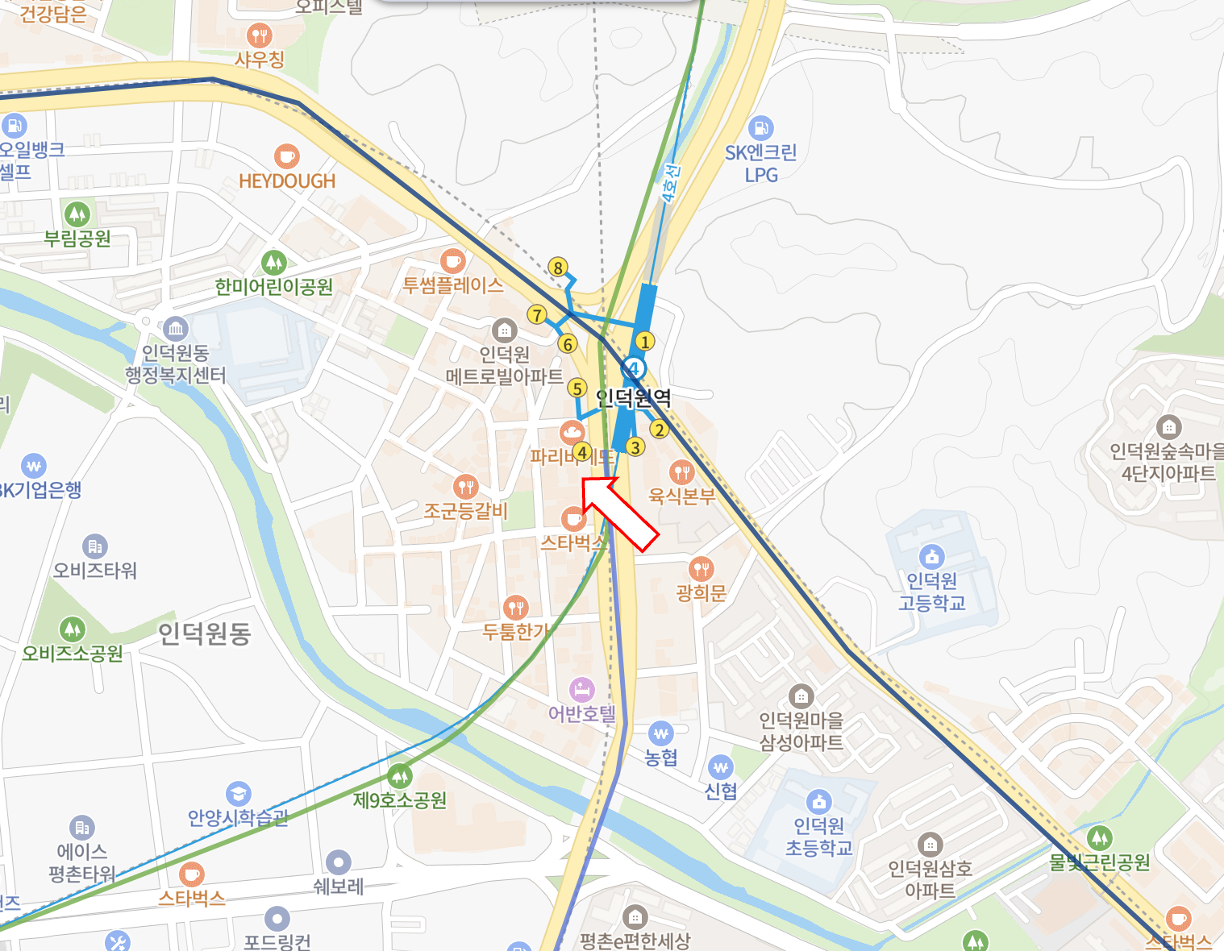 건강담은
오피스텔
샤우칭
오일뱅크
셀프
SK엔크린
LPG
HEYDOUGH
4호선
부림공원
한미어린이공원
투썸플레이스
8
7
6
1
인덕원동
행정복지센터
인덕원
메트로빌아파트
4
5
인덕원역
2
3
4
파리바게뜨
리
BK기업은행
육식본부
조군등갈비
인덕원숲속마을
4단지아파트
스타벅스
오비즈타워
광희문
인덕원
고등학교
두툼한가
인덕원동
오비즈소공원
어반호텔
인덕원마을
삼성아파트
농협
신협
제9호소공원
안양시학습관
인덕원
초등학교
에이스
평촌타워
물빛근린공원
인덕원삼호
아파트
쉐보레
스타벅스
포드링컨
평촌e편한세상
스타벅스